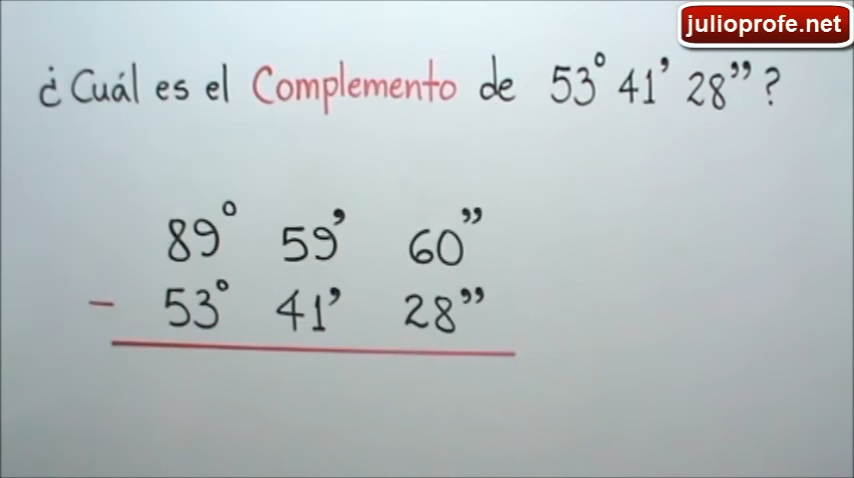 julioprofe.net
¿Cuál es el Complemento de 53° 41’ 28’’?
89° 59’ 60’’
- 53° 41’ 28’’